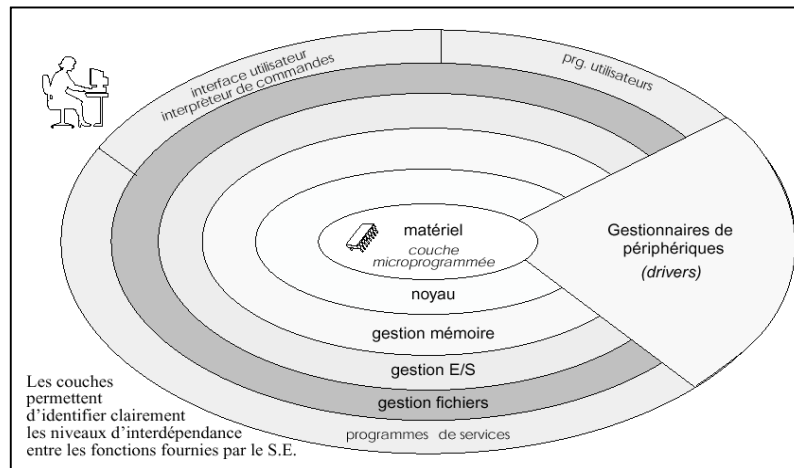 interface utilisateur
interpréteur de commandes
prg. utilisateurs
matériel
couche
microprogrammée
Gestionnaires de
périphériques
(drivers)
noyau
gestion mémoire
gestion E/S
gestion fichiers
programmes de services
Les couches
permettent
d'identifier clairement
les niveaux d'interdépendance
entre les fonctions fournies par le S.E.